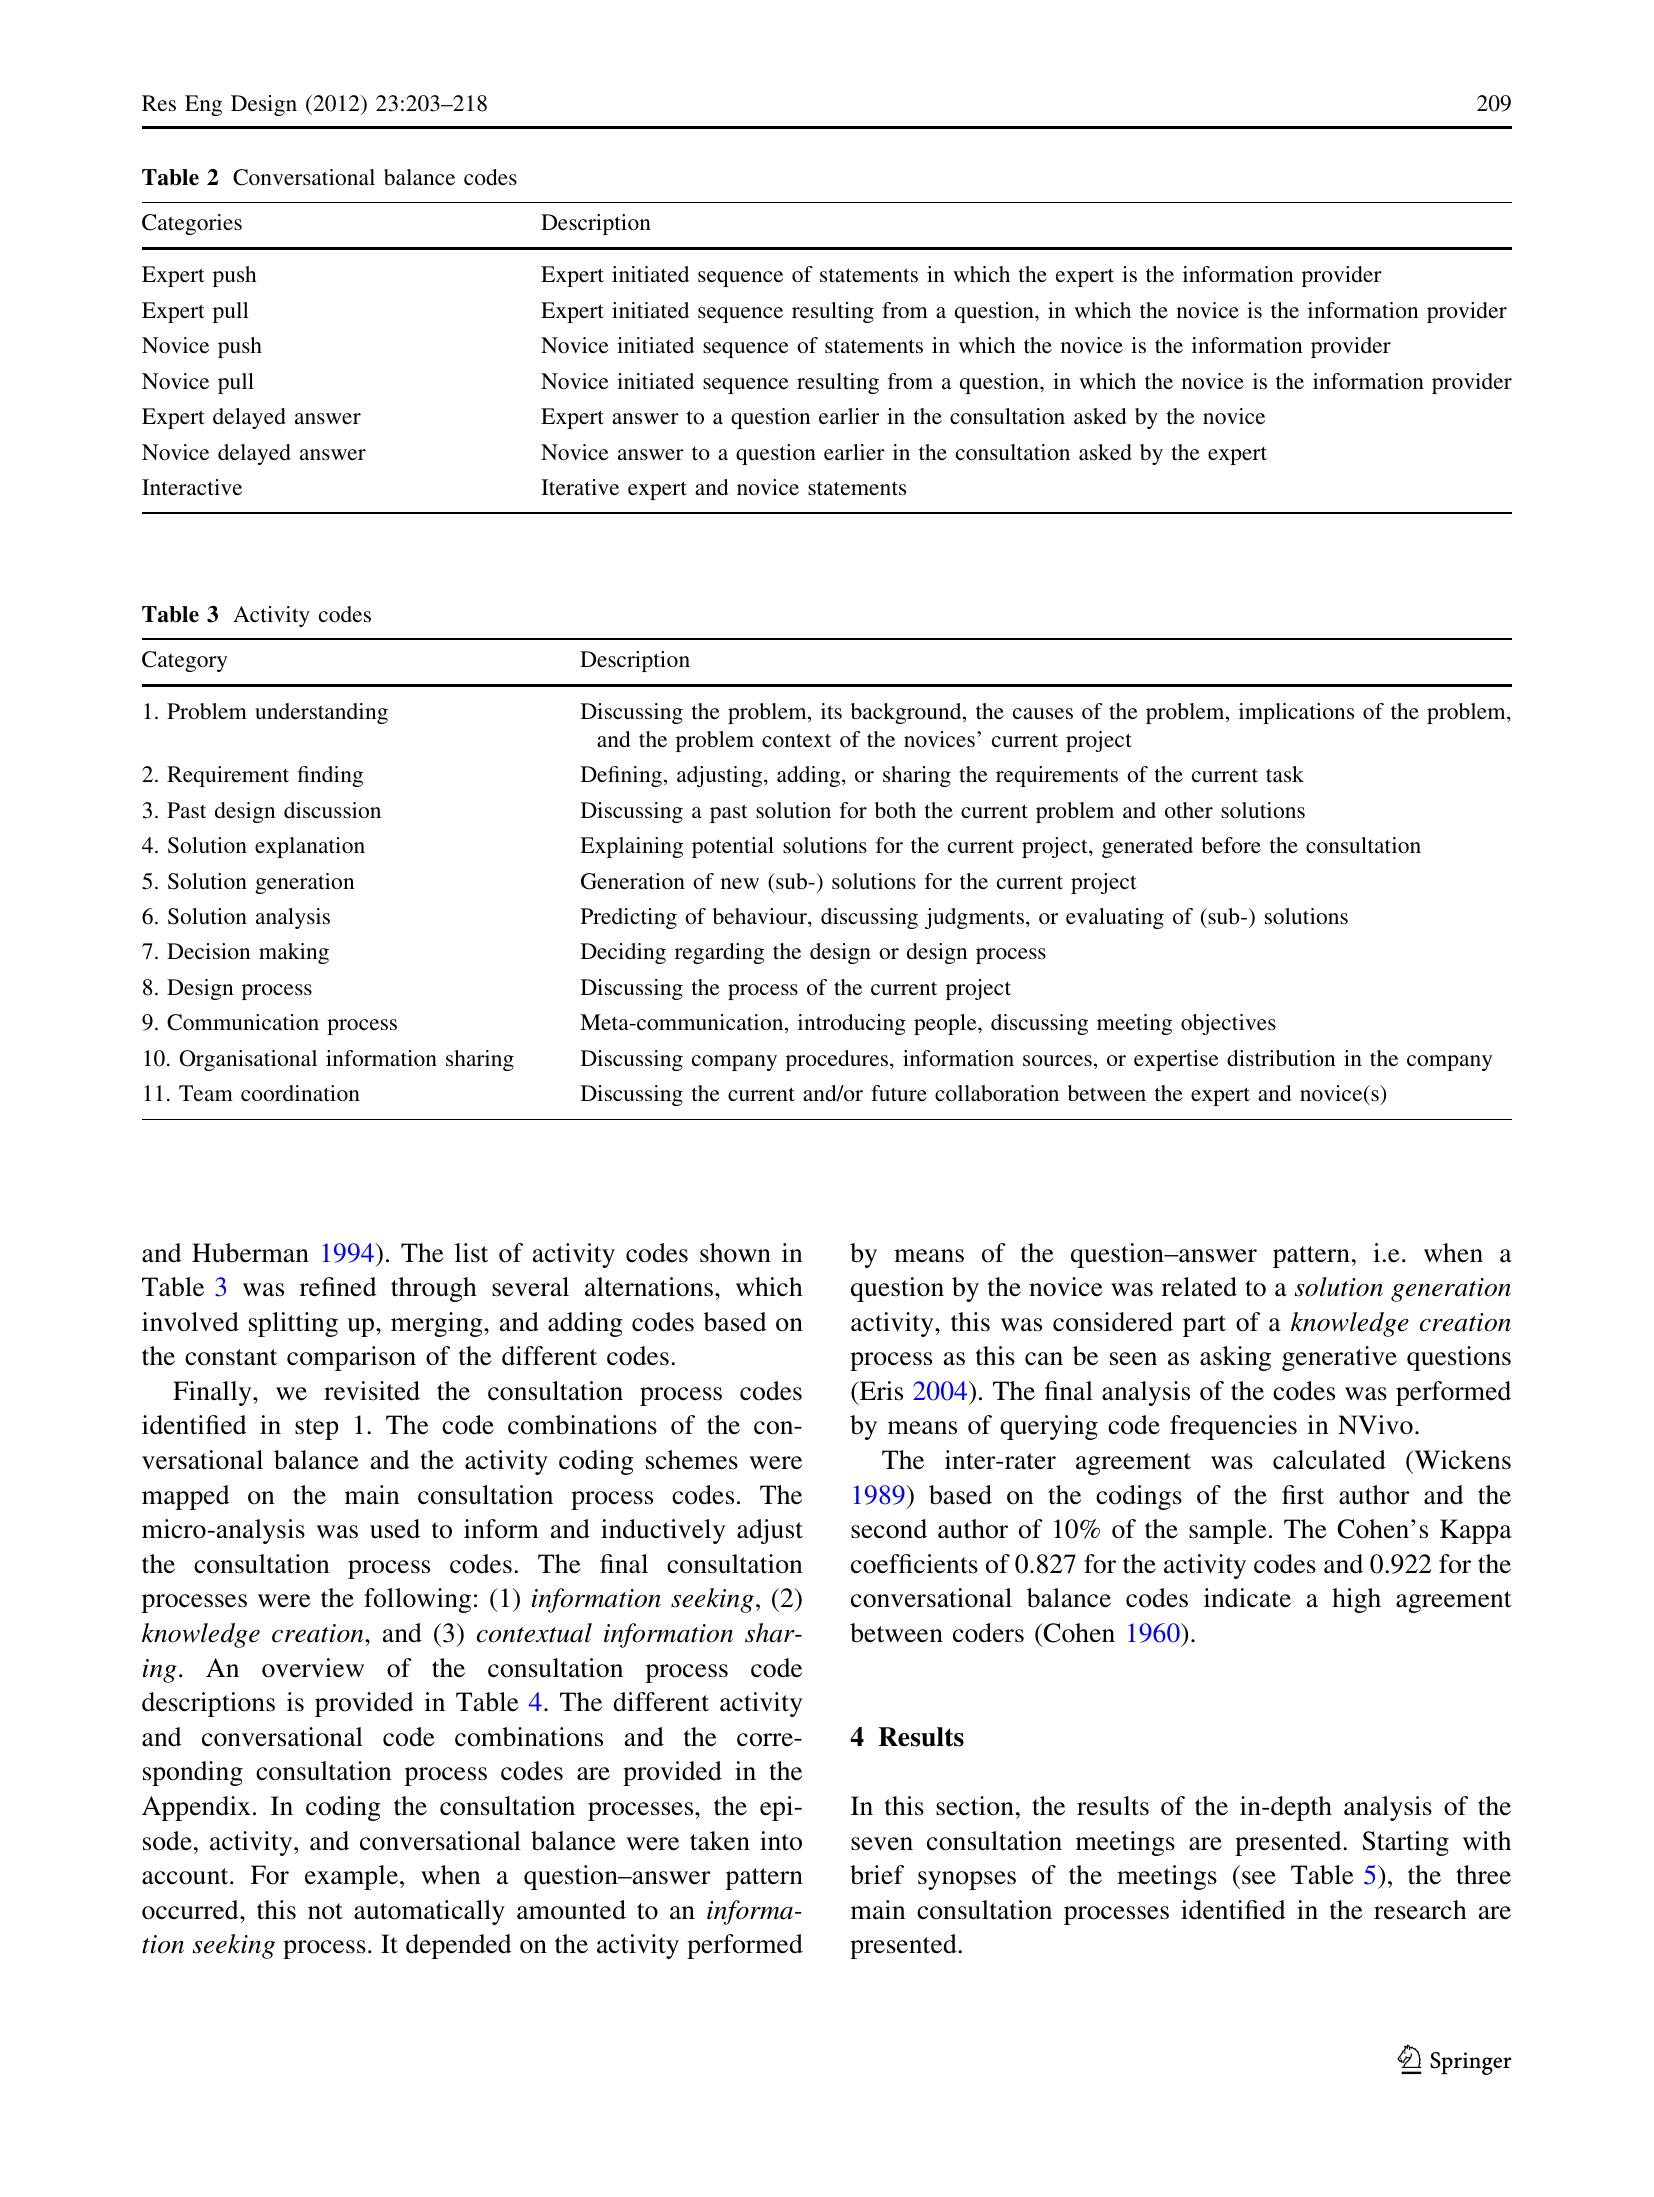 Res Eng Design (2012) 23:203–218 209
Table 2 Conversational balance codes
Categories Description
Expert push Expert initiated sequence of statements in which the expert is the information provider
Expert pull Expert initiated sequence resulting from a question, in which the novice is the information provider
Novice push Novice initiated sequence of statements in which the novice is the information provider
Novice pull Novice initiated sequence resulting from a question, in which the novice is the information provider
Expert delayed answer Expert answer to a question earlier in the consultation asked by the novice
Novice delayed answer Novice answer to a question earlier in the consultation asked by the expert
Interactive Iterative expert and novice statements
Table 3 Activity codes
Category Description
1. Problem understanding Discussing the problem, its background, the causes of the problem, implications of the problem,
and the problem context of the novices’ current project
2. Requirement finding Defining, adjusting, adding, or sharing the requirements of the current task
3. Past design discussion Discussing a past solution for both the current problem and other solutions
4. Solution explanation Explaining potential solutions for the current project, generated before the consultation
5. Solution generation Generation of new (sub-) solutions for the current project
6. Solution analysis Predicting of behaviour, discussing judgments, or evaluating of (sub-) solutions
7. Decision making Deciding regarding the design or design process
8. Design process Discussing the process of the current project
9. Communication process Meta-communication, introducing people, discussing meeting objectives
10. Organisational information sharing Discussing company procedures, information sources, or expertise distribution in the company
11. Team coordination Discussing the current and/or future collaboration between the expert and novice(s)
and Huberman 1994). The list of activity codes shown in
Table 3 was refined through several alternations, which
involved splitting up, merging, and adding codes based on
the constant comparison of the different codes.
Finally, we revisited the consultation process codes
identified in step 1. The code combinations of the con-
versational balance and the activity coding schemes were
mapped on the main consultation process codes. The
micro-analysis was used to inform and inductively adjust
the consultation process codes. The final consultation
processes were the following: (1) information seeking, (2)
knowledge creation, and (3) contextual information shar-
ing. An overview of the consultation process code
descriptions is provided in Table 4. The different activity
and conversational code combinations and the corre-
sponding consultation process codes are provided in the
Appendix. In coding the consultation processes, the epi-
sode, activity, and conversational balance were taken into
account. For example, when a question–answer pattern
occurred, this not automatically amounted to an informa-
tion seeking process. It depended on the activity performed
by means of the question–answer pattern, i.e. when a
question by the novice was related to a solution generation
activity, this was considered part of a knowledge creation
process as this can be seen as asking generative questions
(Eris 2004). The final analysis of the codes was performed
by means of querying code frequencies in NVivo.
The inter-rater agreement was calculated (Wickens
1989) based on the codings of the first author and the
second author of 10% of the sample. The Cohen’s Kappa
coefficients of 0.827 for the activity codes and 0.922 for the
conversational balance codes indicate a high agreement
between coders (Cohen 1960).
4 Results
In this section, the results of the in-depth analysis of the
seven consultation meetings are presented. Starting with
brief synopses of the meetings (see Table 5), the three
main consultation processes identified in the research are
presented.
Springer